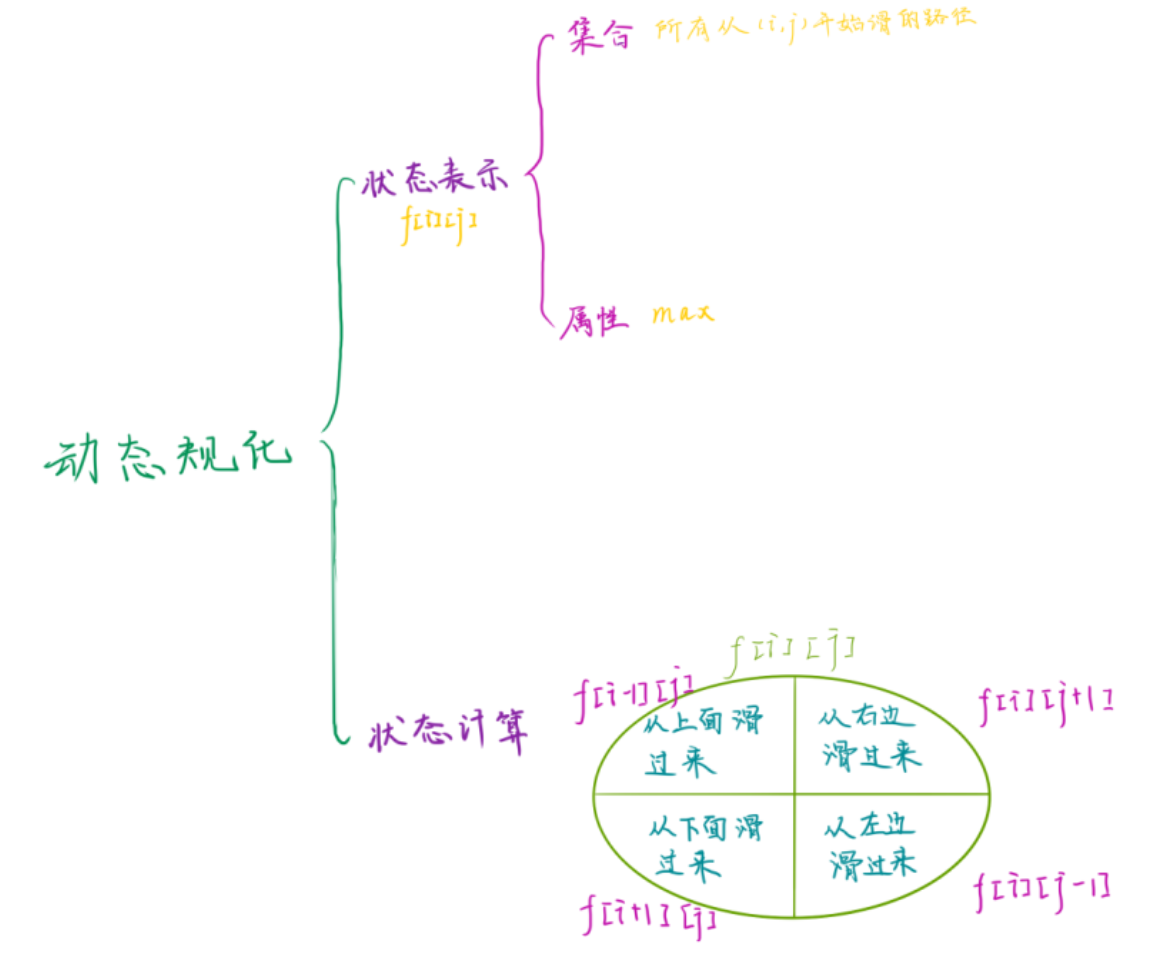 集合 所有从(i,j)开始滑的路径
状态表示
f[i][j]
属性 max
动态规化
状态计算
f[i][j]
f[i-1][j]
f[i][j+1]
从上面滑
过来
从右边
滑过来
从下面滑
过来
从左边
滑过来
f[i+1][j]
f[i][j-1]